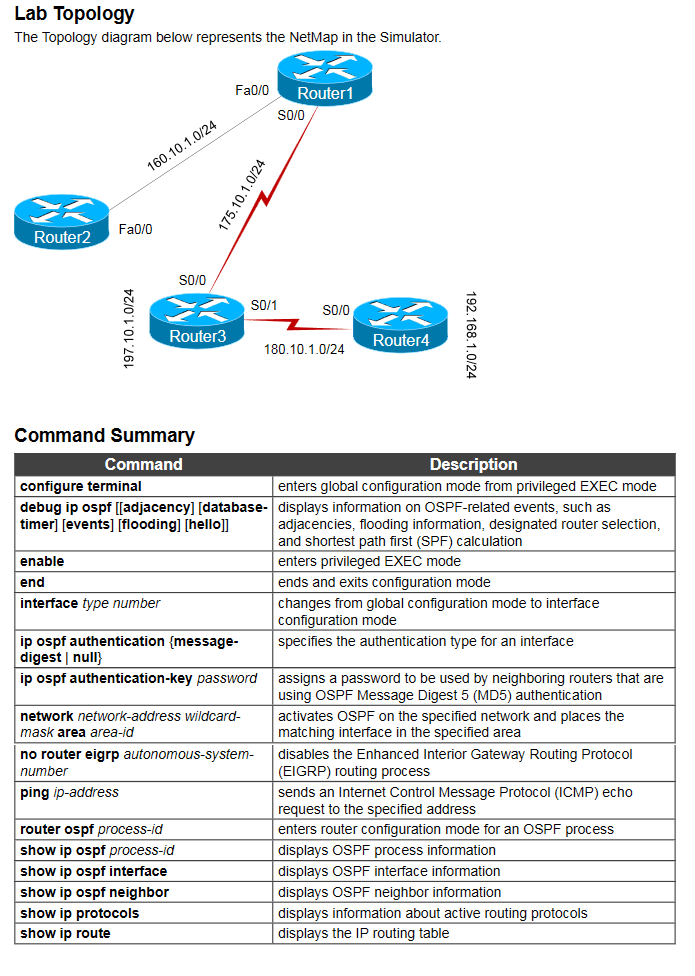 Lab Topology
The Topology diagram below represents the NetMap in the Simulator.
Fa0/0
Router1
S0/0
160.10.1.0/24
175.10.1.0/24
Router2
Fa0/0
S0/0
197.10.1.0/24
Router3
S0/1
S0/0
180.10.1.0/24
Router4
192.168.1.0/24
Command Summary
Command Description
configure terminal enters global configuration mode from privileged EXEC mode
debug ip ospf [[adjacency] [database-
timer] [events] [flooding] [hello]]
displays information on OSPF-related events, such as
adjacencies, flooding information, designated router selection,
and shortest path first (SPF) calculation
enable enters privileged EXEC mode
end ends and exits configuration mode
interface type number
changes from global configuration mode to interface
configuration mode
ip ospf authentication {message-
digest | null}
specifies the authentication type for an interface
ip ospf authentication-key password
assigns a password to be used by neighboring routers that are
using OSPF Message Digest 5 (MD5) authentication
network network-address wildcard-
mask area area-id
activates OSPF on the specified network and places the
matching interface in the specified area
no router eigrp autonomous-system-
number
disables the Enhanced Interior Gateway Routing Protocol
(EIGRP) routing process
ping ip-address
sends an Internet Control Message Protocol (ICMP) echo
request to the specified address
router ospf process-id enters router configuration mode for an OSPF process
show ip ospf process-id displays OSPF process information
show ip ospf interface displays OSPF interface information
show ip ospf neighbor displays OSPF neighbor information
show ip protocols displays information about active routing protocols
show ip route displays the IP routing table